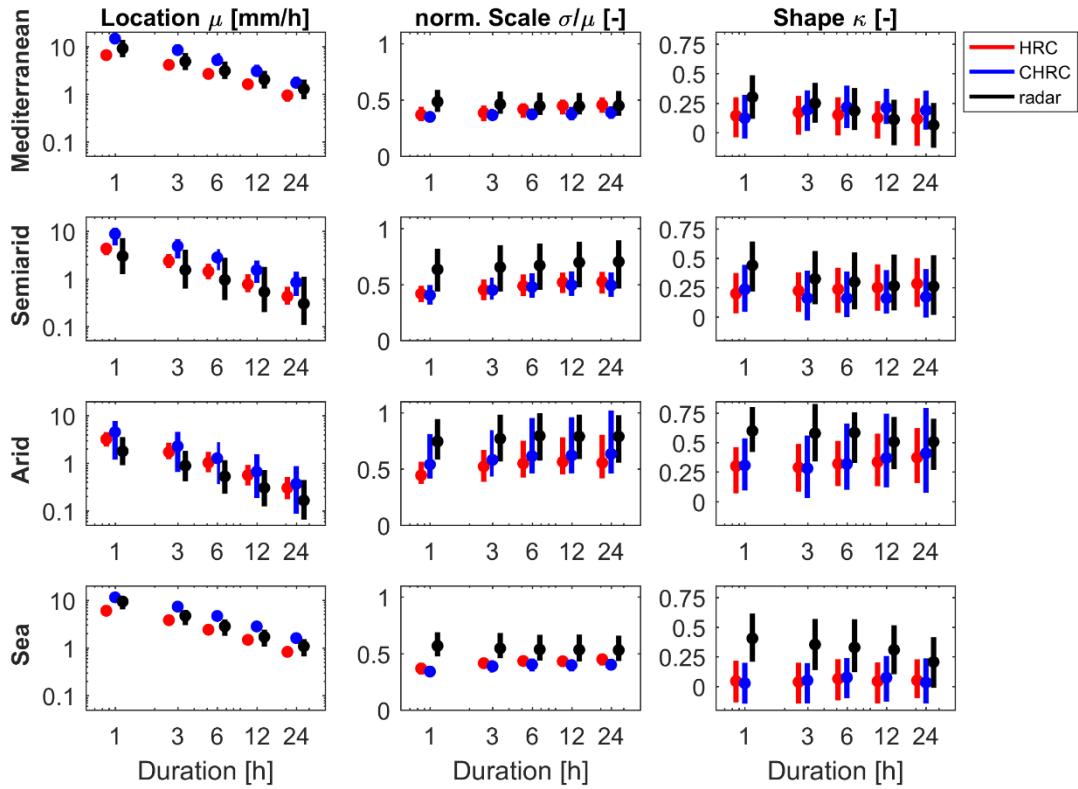 Location μ [mm/h]
norm. Scale σ/μ [-]
Shape κ [-]
HRC
CHRC
radar
Mediterranean
10
1
0.1
1 3 6 12 24
1
0.5
0
1 3 6 12 24
0.75
0.5
0.25
0
1 3 6 12 24
Semiarid
10
1
0.1
1 3 6 12 24
1
0.5
0
1 3 6 12 24
0.75
0.5
0.25
0
1 3 6 12 24
Arid
10
1
0.1
1 3 6 12 24
1
0.5
0
1 3 6 12 24
0.75
0.5
0.25
0
1 3 6 12 24
Sea
10
1
0.1
1 3 6 12 24
Duration [h]
1
0.5
0
1 3 6 12 24
Duration [h]
0.75
0.5
0.25
0
1 3 6 12 24
Duration [h]